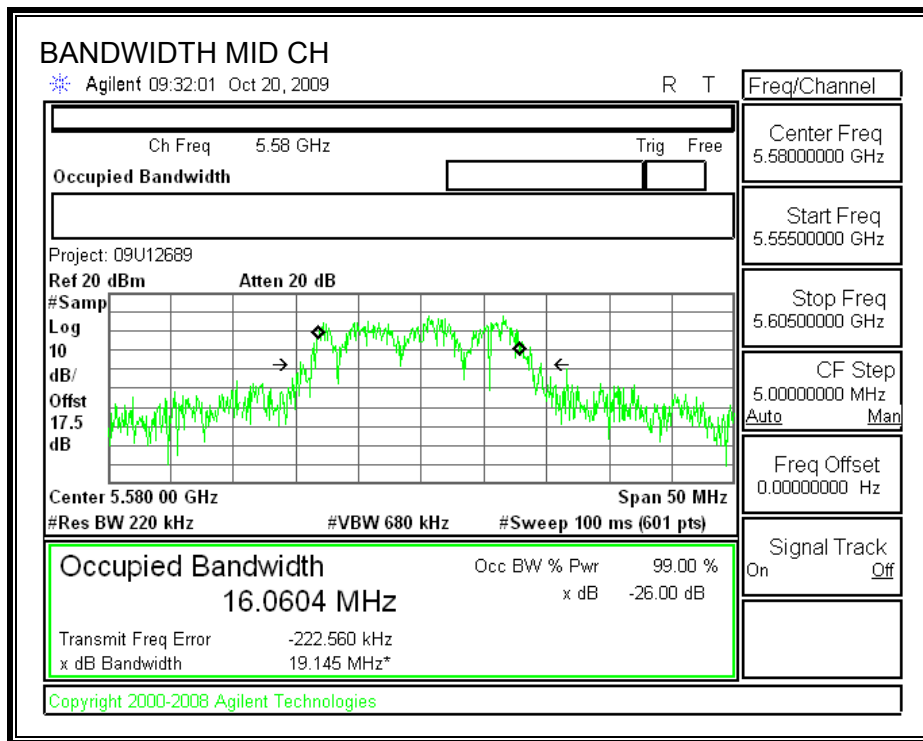 BANDWIDTH MID CH
Agilent 09:32:01 Oct 20, 2009 R T
Freq/Channel
Ch Freq 5.58 GHz Trig Free
Occupied Bandwidth
Center Freq
5.58000000 GHz
Start Freq
5.55500000 GHz
Stop Freq
5.60500000 GHz
CF Step
5.00000000 MHz
Auto Man
Freq Offset
0.00000000 Hz
Signal Track
On Off
Project: 09U12689
Ref 20 dBm Atten 20 dB
#Samp
Log
10
dB/
Offst
17.5
dB
Center 5.580 00 GHz Span 50 MHz
#Res BW 220 kHz #VBW 680 kHz #Sweep 100 ms (601 pts)
Occupied Bandwidth
16.0604 MHz
Occ BW % Pwr 99.00 %
x dB -26.00 dB
Transmit Freq Error -222.560 kHz
x dB Bandwidth 19.145 MHz*
Copyright 2000-2008 Agilent Technologies